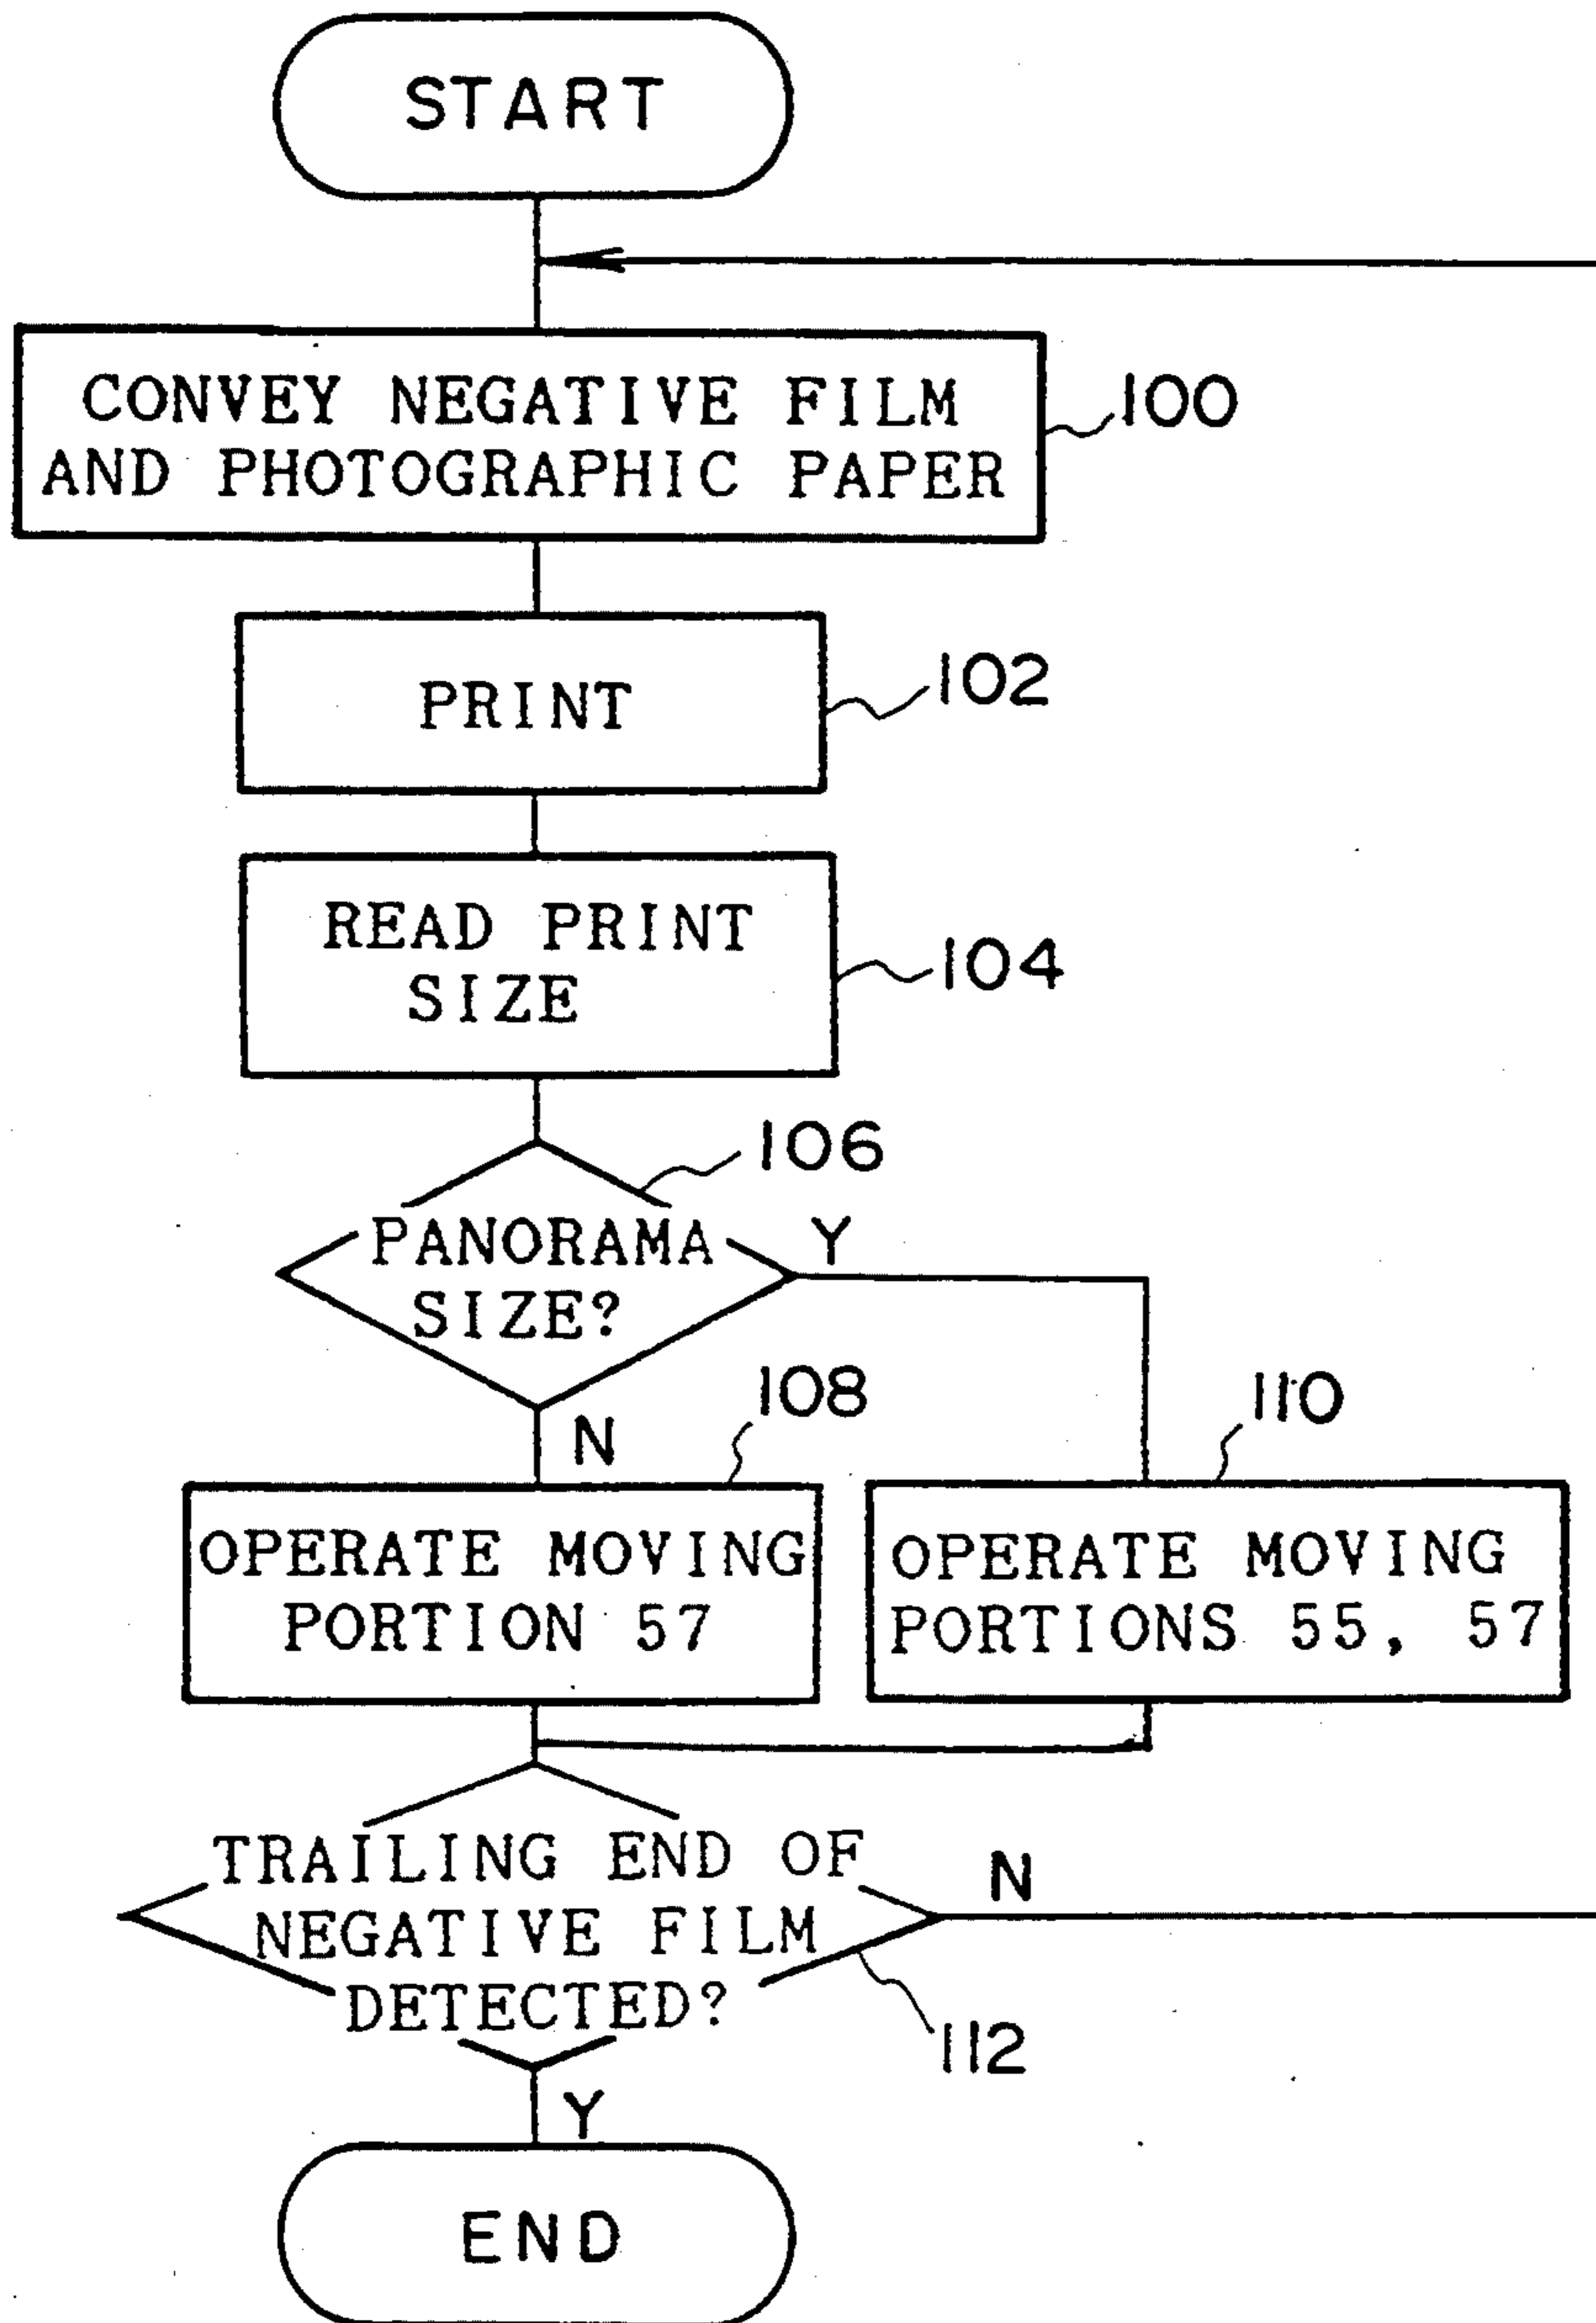 START
CONVEY NEGATIVE FILM
AND PHOTOGRAPHIC PAPER
100
PRINT
102
READ PRINT
SIZE
104
106
PANORAMA
SIZE?
Y
N
108
110
OPERATE MOVING
PORTION 57
OPERATE MOVING
PORTIONS 55, 57
TRAILING END OF
NEGATIVE FILM
DETECTED?
N
112
Y
END